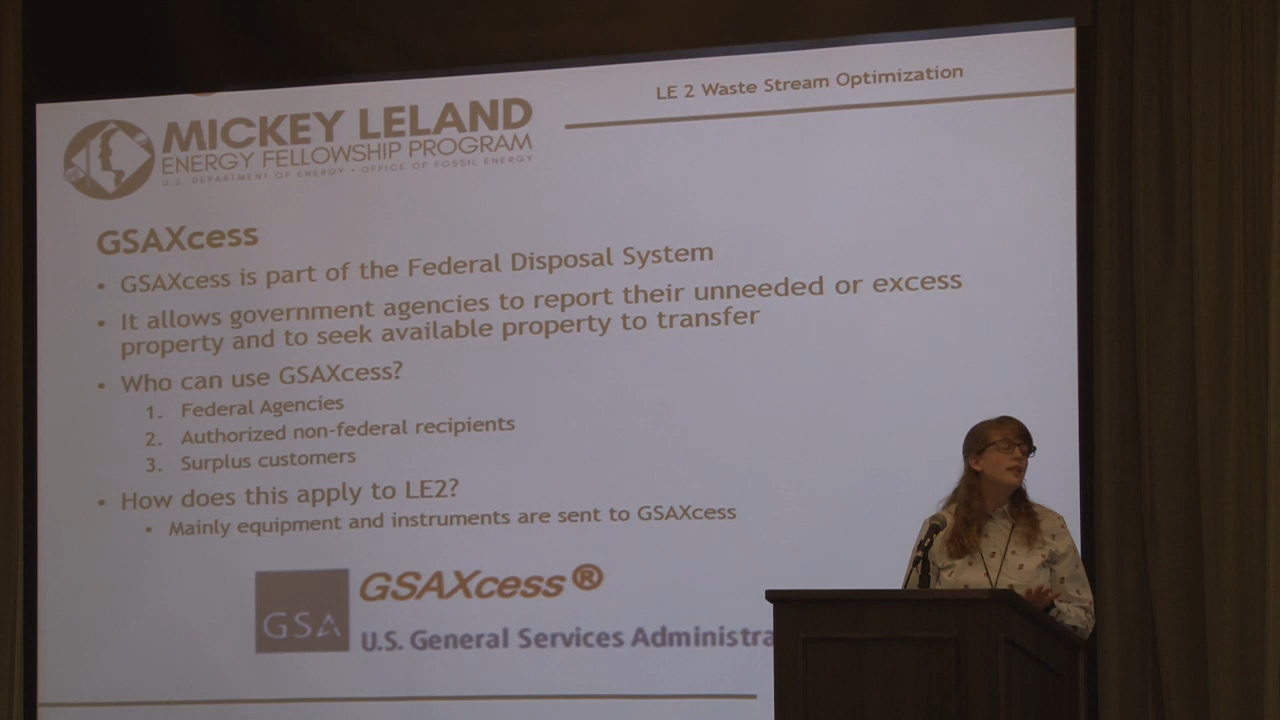 LE 2 Waste Stream Optimization
MICKEY LELAND
ENERGY FELLOWSHIP PROGRAM
U.S. DEPARTMENT OF ENERGY • OFFICE OF FOSSIL ENERGY
GSAXcess
• GSAXcess is part of the Federal Disposal System
• It allows government agencies to report their unneeded or excess
property and to seek available property to transfer
• Who can use GSAXcess?
1. Federal Agencies
2. Authorized non-federal recipients
3. Surplus customers
• How does this apply to LE2?
• Mainly equipment and instruments are sent to GSAXcess
GSA
GSAXcess®
U.S. General Services Administra